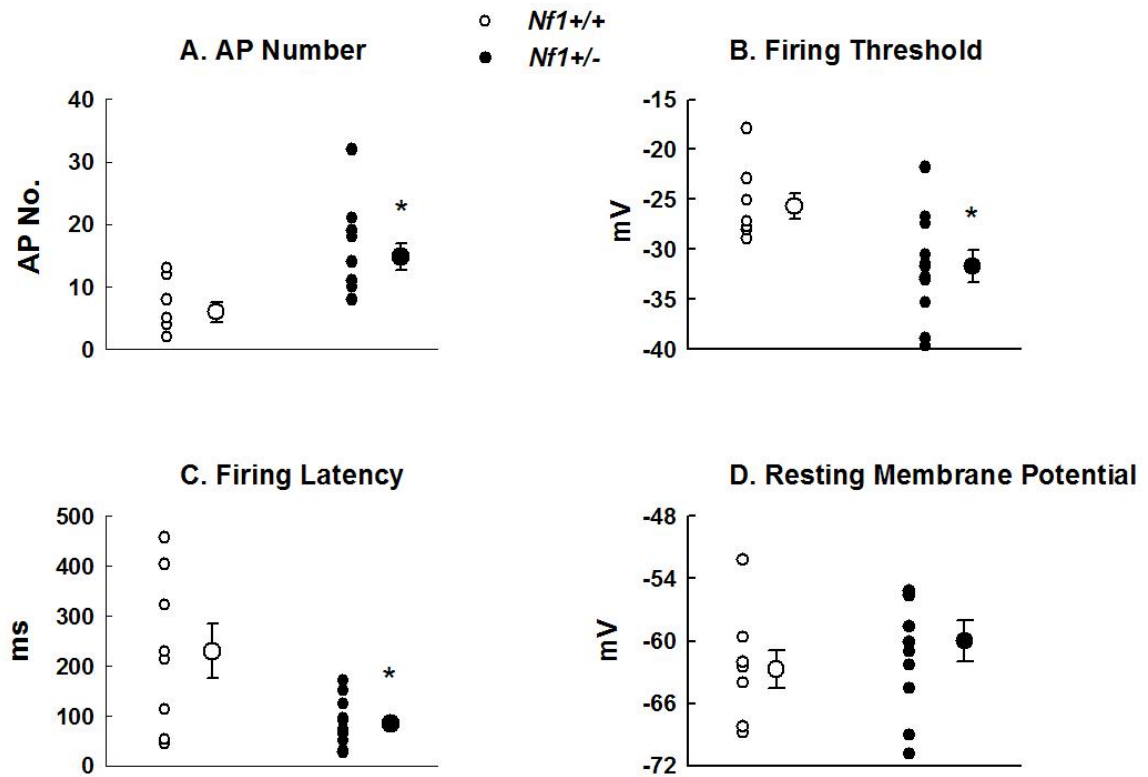 Nf1+/+
Nf1+/-
A. AP Number
AP No.
40
30
20
10
0
*
B. Firing Threshold
mV
-15
-20
-25
-30
-35
-40
*
C. Firing Latency
ms
500
400
300
200
100
0
*
D. Resting Membrane Potential
mV
-48
-54
-60
-66
-72